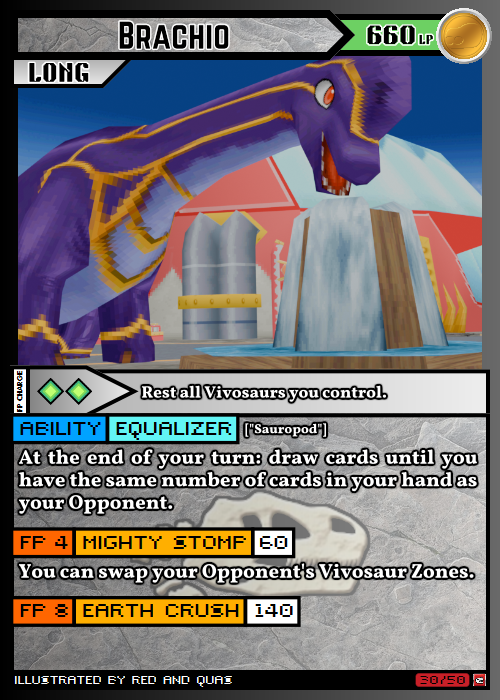 BRACHIO
660 LP
LONG
FP CHARGE
Rest all Vivosaurs you control.
ABILITY EQUALIZER ["Sauropod"]
At the end of your turn: draw cards until you
have the same number of cards in your hand as
your Opponent.
FP 4 MIGHTY STOMP 60
You can swap your Opponent's Vivosaur Zones.
FP 8 EARTH CRUSH 140
ILLUSTRATED BY RED AND QUAS
30/50